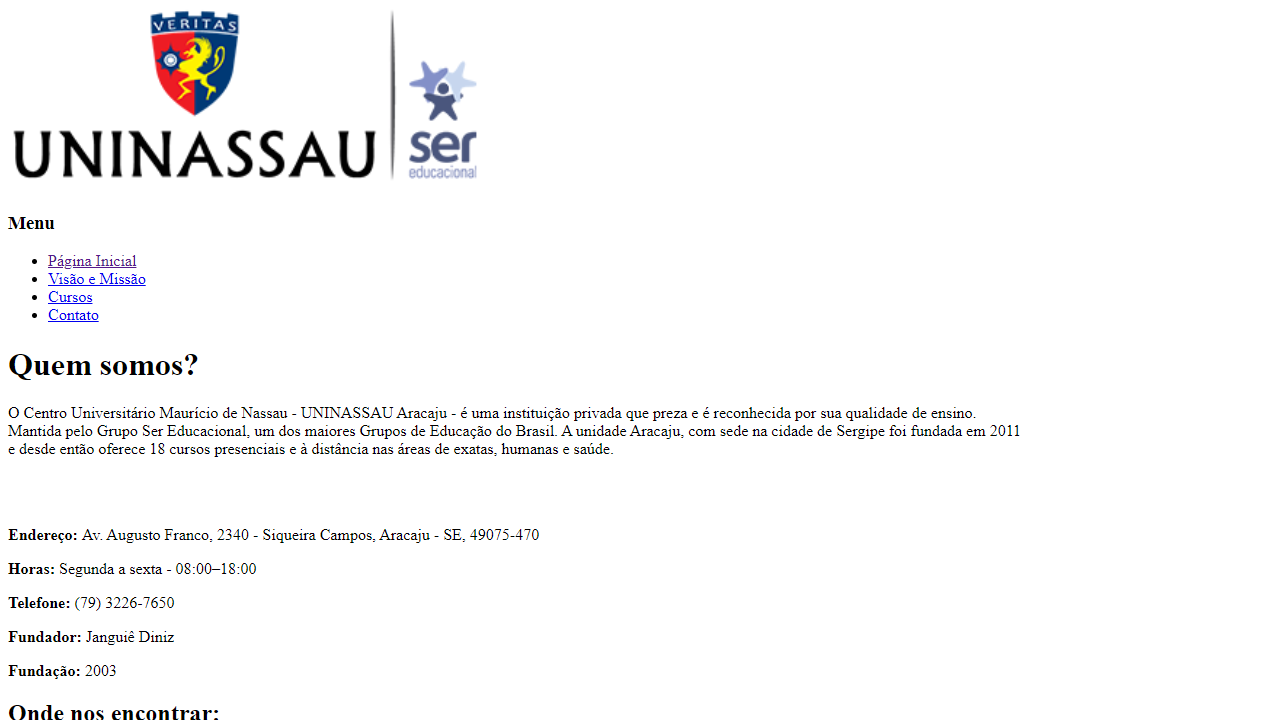 VERITAS
UNINASSAU
ser
educacional
Menu
Página Inicial
Visão e Missão
Cursos
Contato
Quem somos?
O Centro Universitário Maurício de Nassau - UNINASSAU Aracaju - é uma instituição privada que preza e é reconhecida por sua qualidade de ensino.
Mantida pelo Grupo Ser Educacional, um dos maiores Grupos de Educação do Brasil. A unidade Aracaju, com sede na cidade de Sergipe foi fundada em 2011
e desde então oferece 18 cursos presenciais e à distância nas áreas de exatas, humanas e saúde.
Endereço: Av. Augusto Franco, 2340 - Siqueira Campos, Aracaju - SE, 49075-470
Horas: Segunda a sexta - 08:00–18:00
Telefone: (79) 3226-7650
Fundador: Janguiê Diniz
Fundação: 2003
Onde nos encontrar: